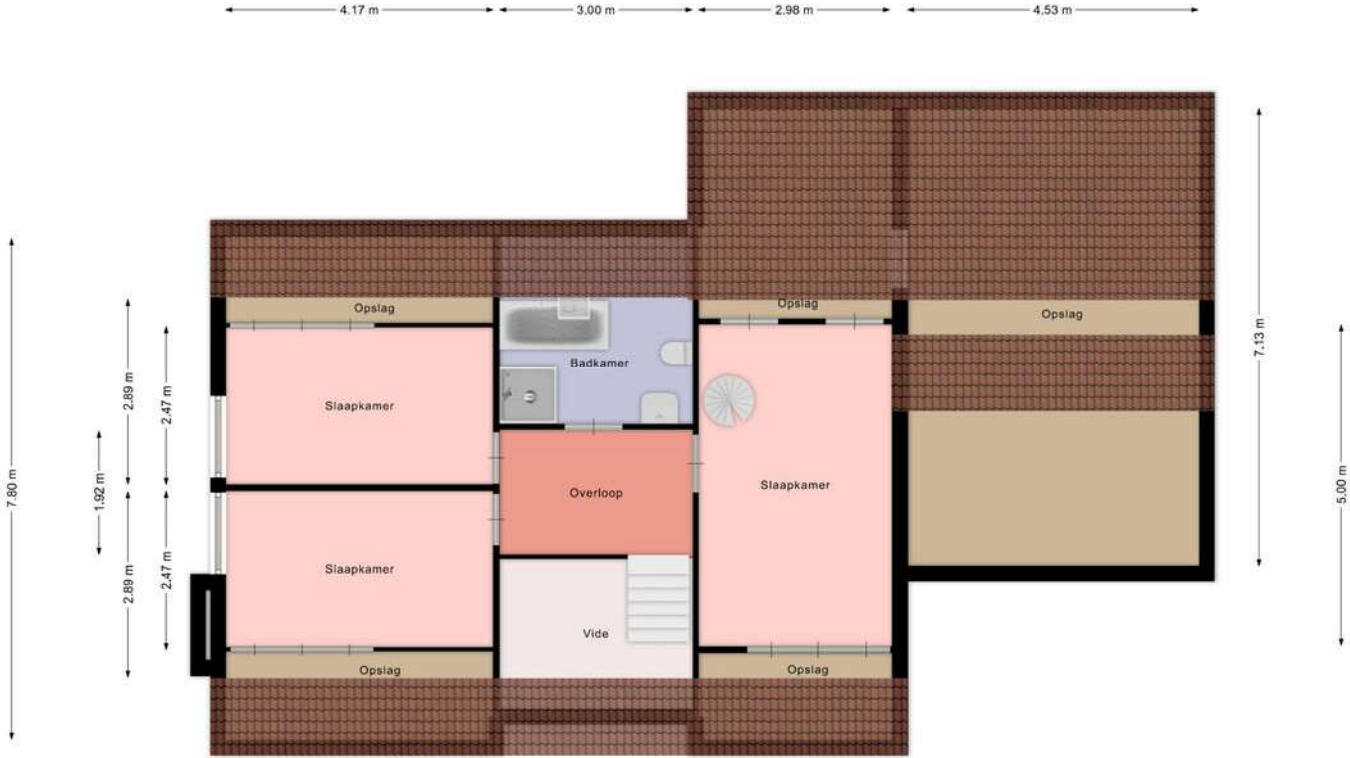 4.17 m
3.00 m
2.98 m
4.53 m
Opslag
Opslag
Opslag
Badkamer
Slaapkamer
Slaapkamer
Overloop
Slaapkamer
Vide
Opslag
Opslag
7.80 m
1.92 m
2.89 m
2.47 m
2.89 m
2.47 m
7.13 m
5.00 m